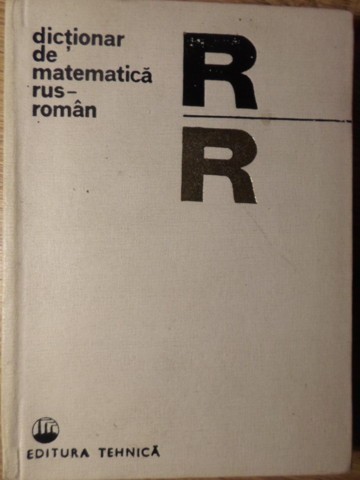 dicționar
de
matematică
rus-
român
R
R
EDITURA TEHNICĂ